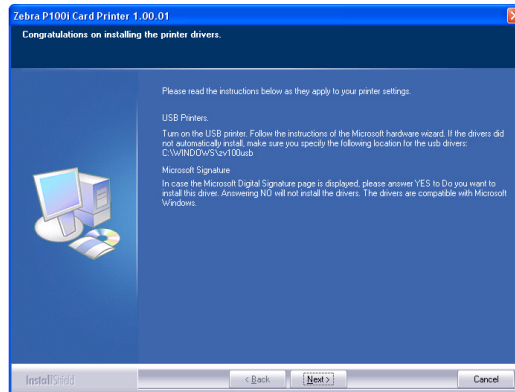 Zebra P100i Card Printer 1.00.01
Congratulations on installing the printer drivers.
Please read the instructions below as they apply to your printer settings.
USB Printers.
Turn on the USB printer. Follow the instructions of the Microsoft hardware wizard. If the drivers did
not automatically install, make sure you specify the following location for the usb drivers:
C:\WINDOWS\zv100usb
Microsoft Signature
In case the Microsoft Digital Signature page is displayed, please answer YES to Do you want to
install this driver. Answering NO will not install the drivers. The drivers are compatible with Microsoft
Windows.
InstallShield
< Back
Next >
Cancel